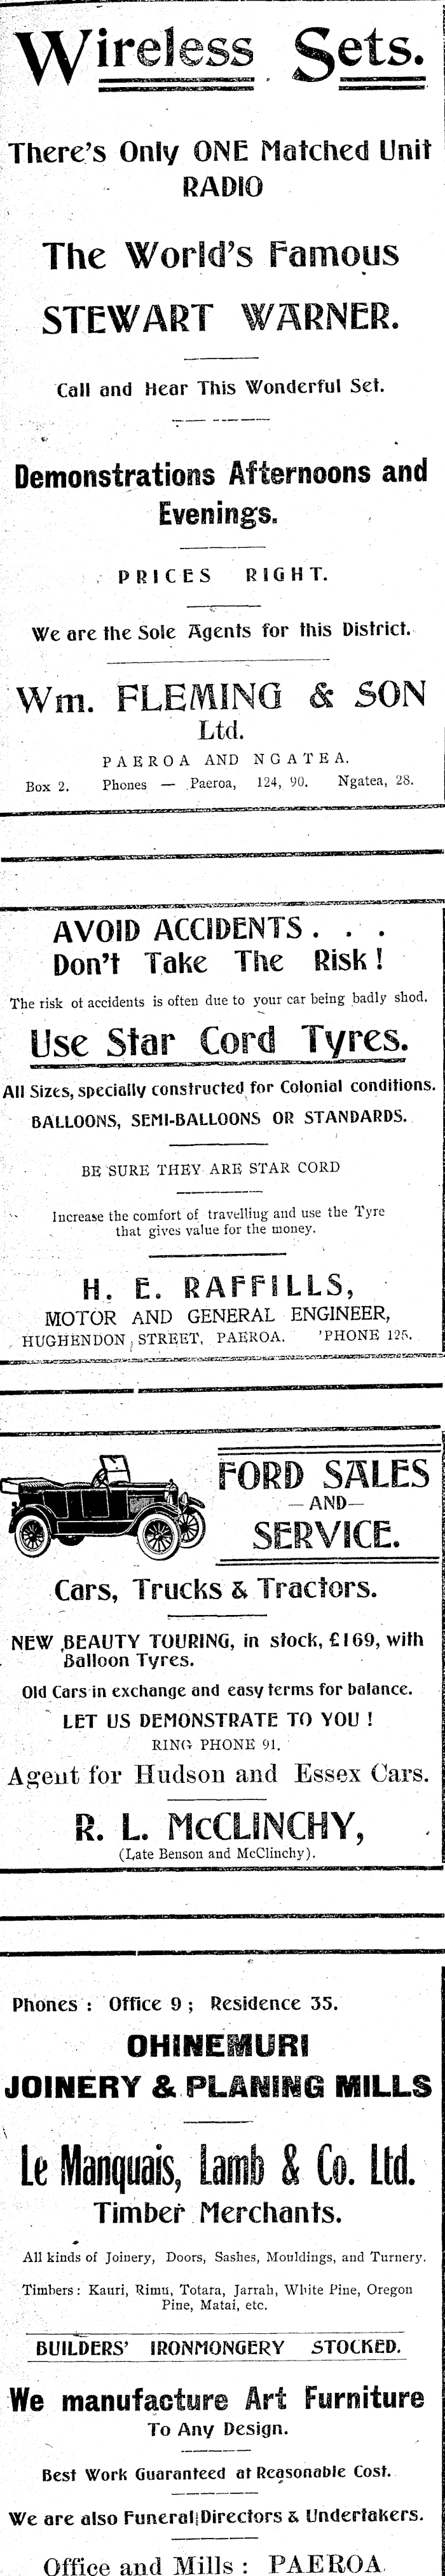 Wireless Sets.
There's Only ONE Matched Unit
RADIO
The World's Famous
STEWART WARNER.
Call and Hear This Wonderful Set.
Demonstrations Afternoons and
Evenings.
PRICES RIGHT.
We are the Sole Agents for this District.
Wm. FLEMING & SON
Ltd.
PAEROA AND NGATEA.
Box 2. Phones — Paeroa, 124, 90. Ngatea, 28.
AVOID ACCIDENTS . . .
Don't Take The Risk!
The risk of accidents is often due to your car being badly shod.
Use Star Cord Tyres.
All Sizes, specially constructed for Colonial conditions.
BALLOONS, SEMI-BALLOONS OR STANDARDS.
BE SURE THEY ARE STAR CORD
Increase the comfort of travelling and use the Tyre
that gives value for the money.
H. E. RAFFILLS,
MOTOR AND GENERAL ENGINEER,
HUGHENDON STREET, PAEROA. 'PHONE 125.
FORD SALES
—AND—
SERVICE.
Cars, Trucks & Tractors.
NEW BEAUTY TOURING, in stock, £169, with
Balloon Tyres.
Old Cars in exchange and easy terms for balance.
LET US DEMONSTRATE TO YOU!
RING PHONE 91.
Agent for Hudson and Essex Cars.
R. L. McCLINCHY,
(Late Benson and McClinchy).
Phones: Office 9; Residence 35.
OHINEMURI
JOINERY & PLANING MILLS
Le Manquais, Lamb & Co. Ltd.
Timber Merchants.
All kinds of Joinery, Doors, Sashes, Mouldings, and Turnery.
Timbers: Kauri, Rimu, Totara, Jarrah, White Pine, Oregon
Pine, Matai, etc.
BUILDERS' IRONMONGERY STOCKED.
We manufacture Art Furniture
To Any Design.
Best Work Guaranteed at Reasonable Cost.
We are also Funeral Directors & Undertakers.
Office and Mills: PAEROA.